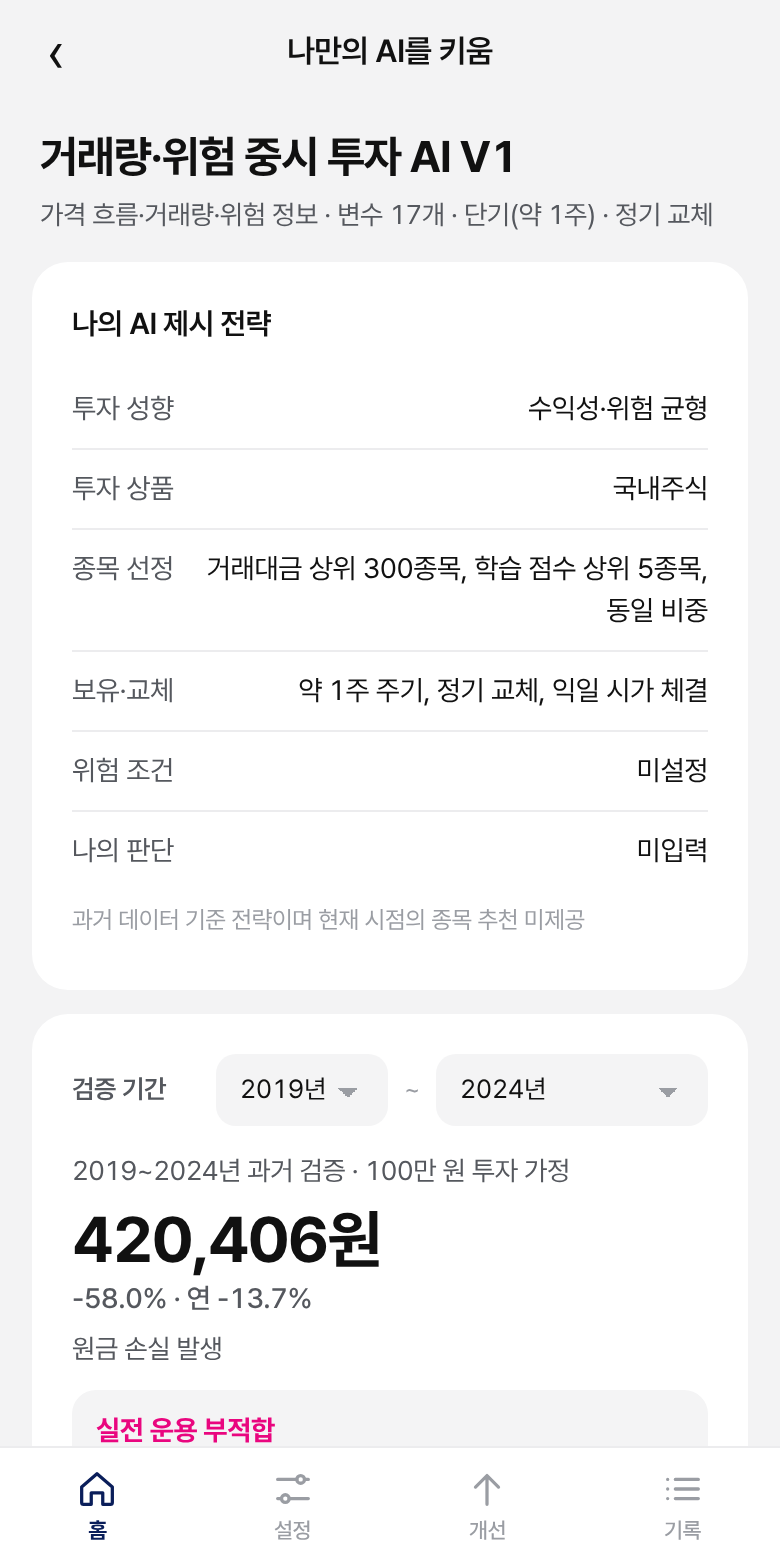 나만의 AI를 키움
거래량·위험 중시 투자 AI V1
가격 흐름·거래량·위험 정보 · 변수 17개 · 단기(약 1주) · 정기 교체
나의 AI 제시 전략
투자 성향 수익성·위험 균형
투자 상품 국내주식
종목 선정 거래대금 상위 300종목, 학습 점수 상위 5종목,
동일 비중
보유·교체 약 1주 주기, 정기 교체, 익일 시가 체결
위험 조건 미설정
나의 판단 미입력
과거 데이터 기준 전략이며 현재 시점의 종목 추천 미제공
검증 기간 2019년 ~ 2024년
2019~2024년 과거 검증 · 100만 원 투자 가정
420,406원
-58.0% · 연 -13.7%
원금 손실 발생
실전 운용 부적합
홈 설정 개선 기록